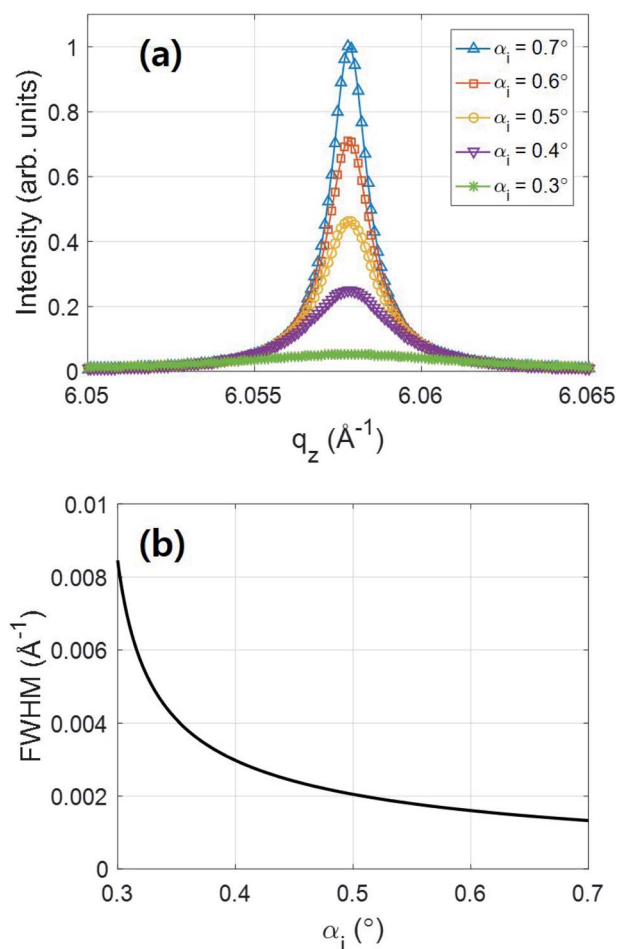 (a)
α_i = 0.7°
α_i = 0.6°
α_i = 0.5°
α_i = 0.4°
α_i = 0.3°
Intensity (arb. units)
1
0.8
0.6
0.4
0.2
0
6.05 6.055 6.06 6.065
q_z (Å⁻¹)
(b)
FWHM (Å⁻¹)
0.01
0.008
0.006
0.004
0.002
0
0.3 0.4 0.5 0.6 0.7
α_i (°)